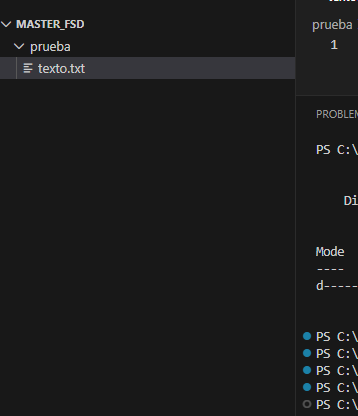 MASTER_FSD
prueba
texto.txt
prueba
1
PROBLEM
PS C:\
Di
Mode
----
d-----
PS C:\
PS C:\
PS C:\
PS C:\
PS C:\